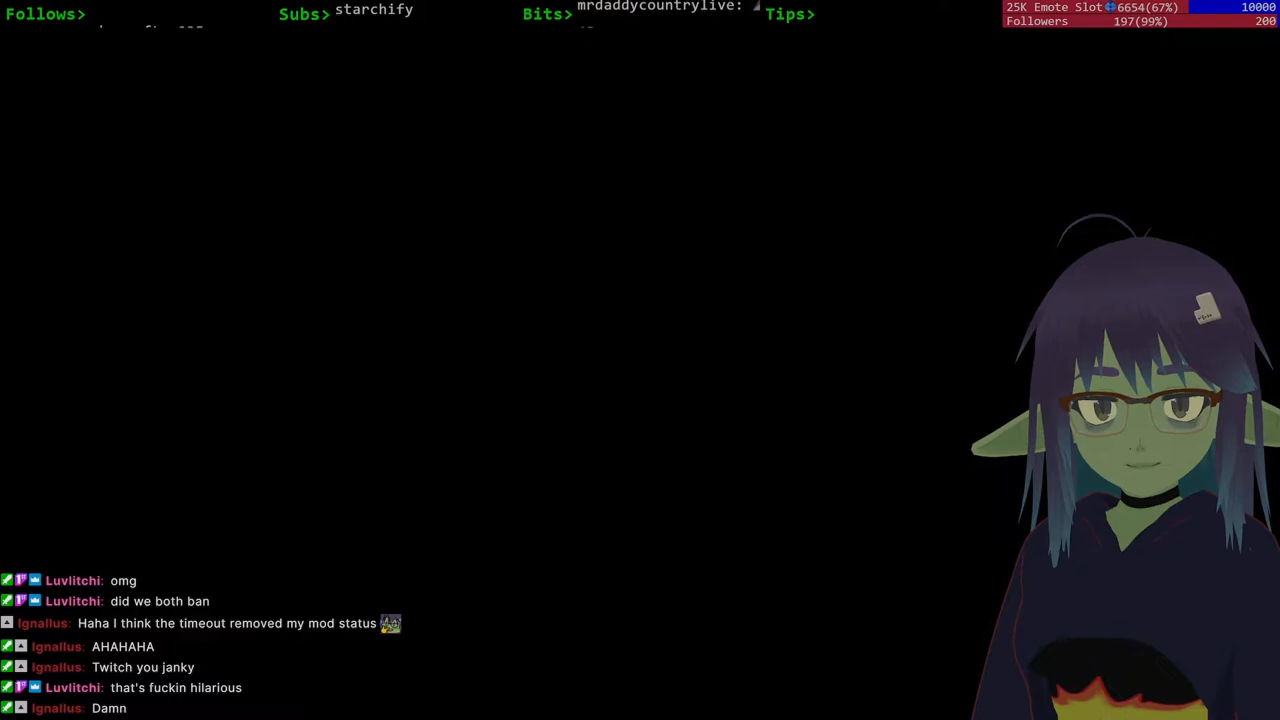 Follows>
Subs> starchify
Bits> mrdaddycountrylive:
Tips>
25K Emote Slot 6654(67%) 10000
Followers 197(99%) 200
Luvlitchi: omg
Luvlitchi: did we both ban
Ignallus: Haha I think the timeout removed my mod status
Ignallus: AHAHAHA
Ignallus: Twitch you janky
Luvlitchi: that's fuckin hilarious
Ignallus: Damn